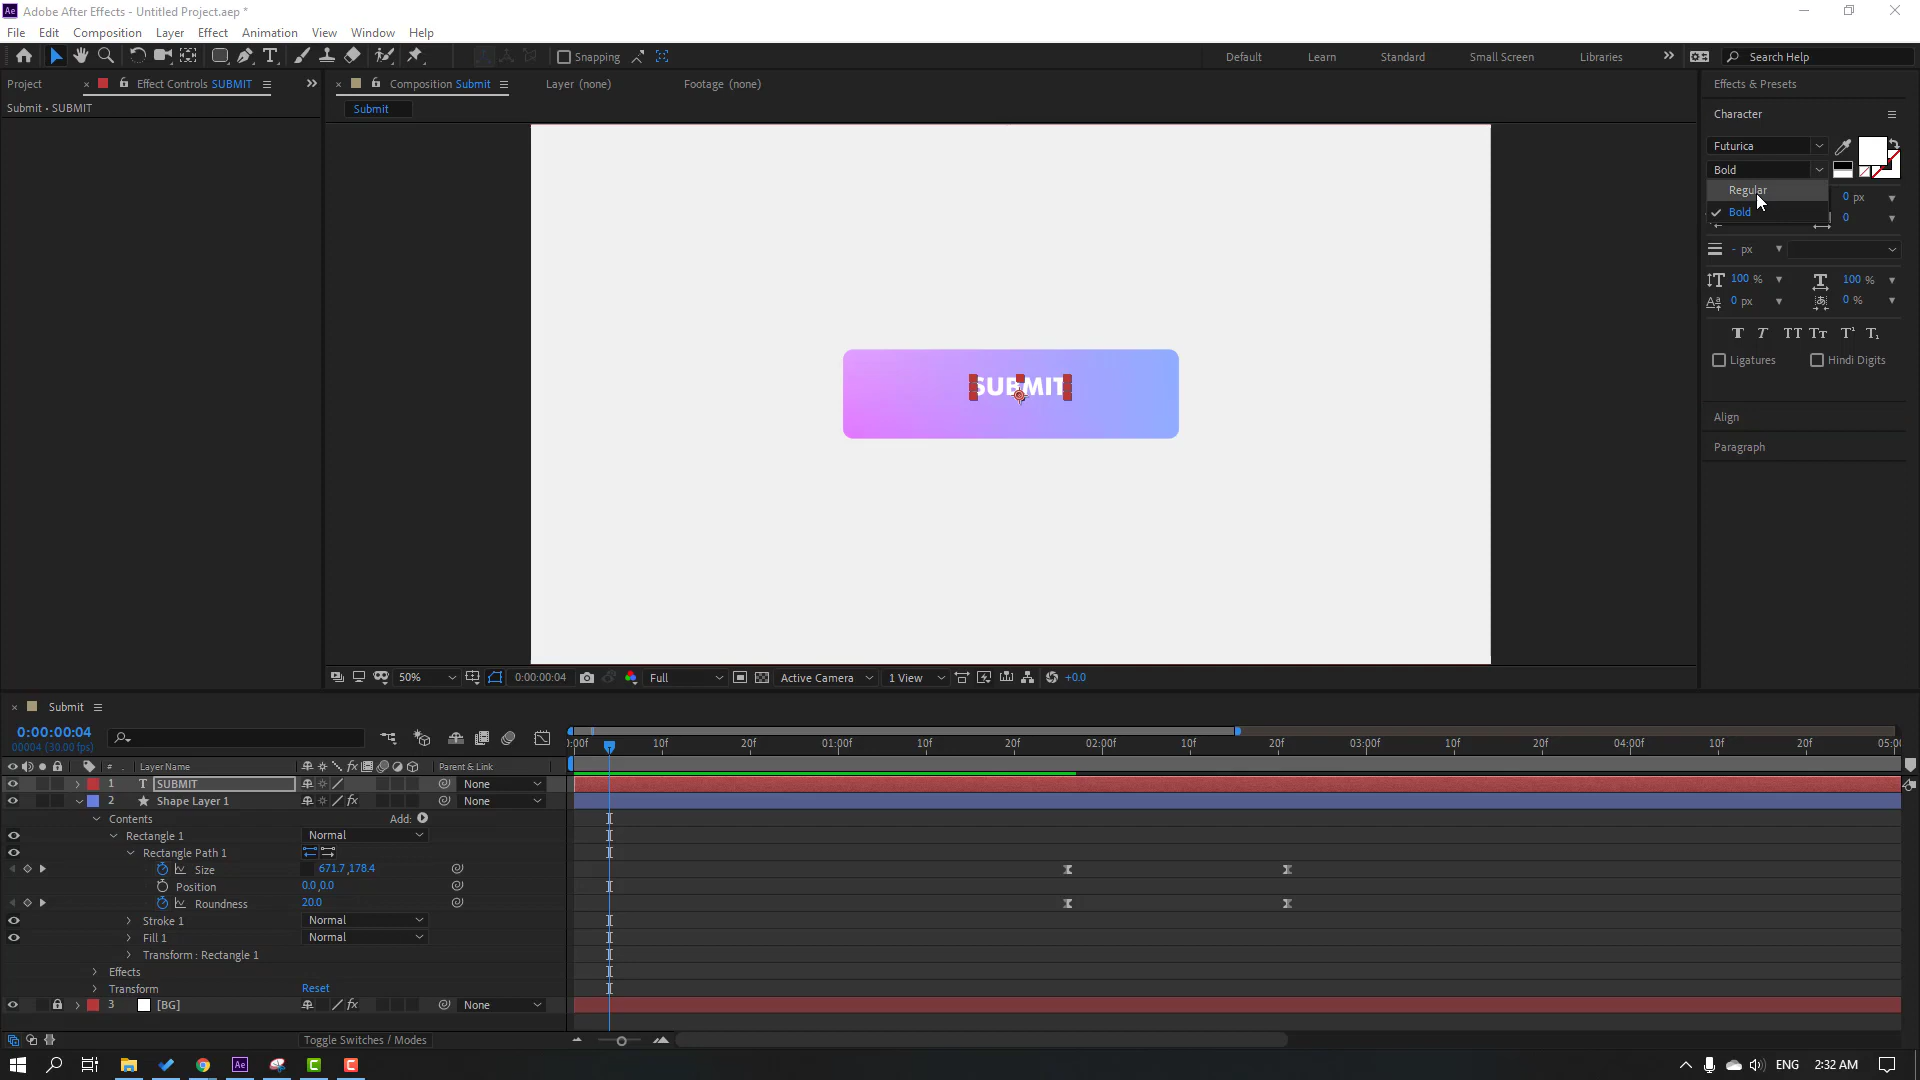 Adobe After Effects - Untitled Project.aep *
File Edit Composition Layer Effect Animation View Window Help
Snapping
Default Learn Standard Small Screen Libraries
Search Help
Project
Effect Controls SUBMIT
Composition Submit
Layer (none)
Footage (none)
Effects & Presets
Submit • SUBMIT
Submit
Character
Futurica
Bold
Regular
Bold
0 px
0
- px
100 % 100 %
0 px 0 %
Ligatures Hindi Digits
Align
Paragraph
SUBMIT
50% 0:00:00:04 Full Active Camera 1 View +0.0
Submit
0:00:00:04
00004 (30.00 fps)
):00f 10f 20f 01:00f 10f 20f 02:00f 10f 20f 03:00f 10f 20f 04:00f 10f 20f 05:00
# . Layer Name Parent & Link
1 T SUBMIT None
2 Shape Layer 1 None
Contents Add:
Rectangle 1 Normal
Rectangle Path 1
Size 671.7,178.4
Position 0.0,0.0
Roundness 20.0
Stroke 1 Normal
Fill 1 Normal
Transform : Rectangle 1
Effects
Transform Reset
3 [BG] None
Toggle Switches / Modes
ENG 2:32 AM